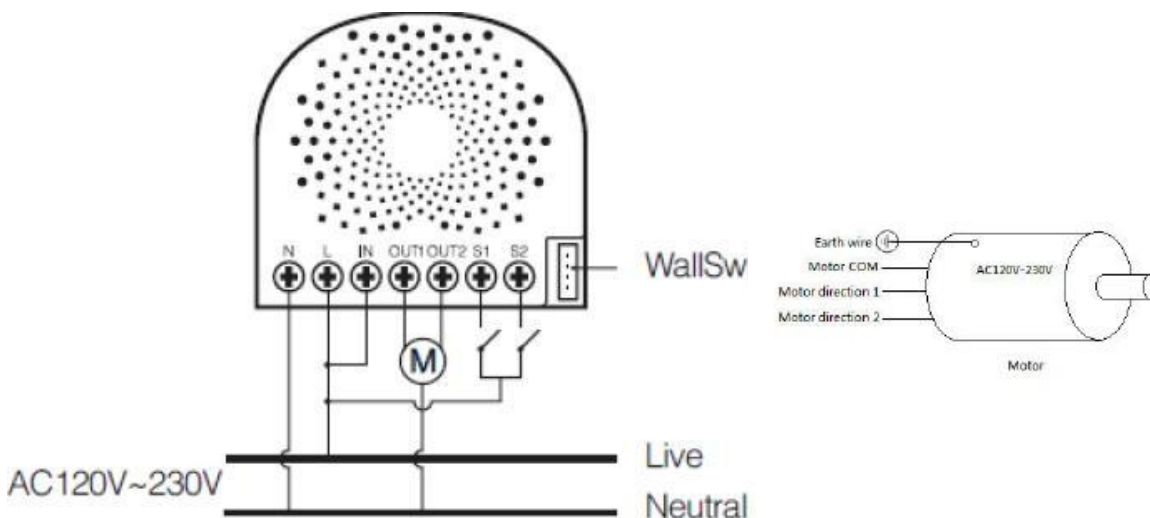 N L IN OUT1 OUT2 S1 S2
WallSw
M
Live
AC120V~230V
Neutral
Earth wire
Motor COM
AC120V~230V
Motor direction 1
Motor direction 2
Motor